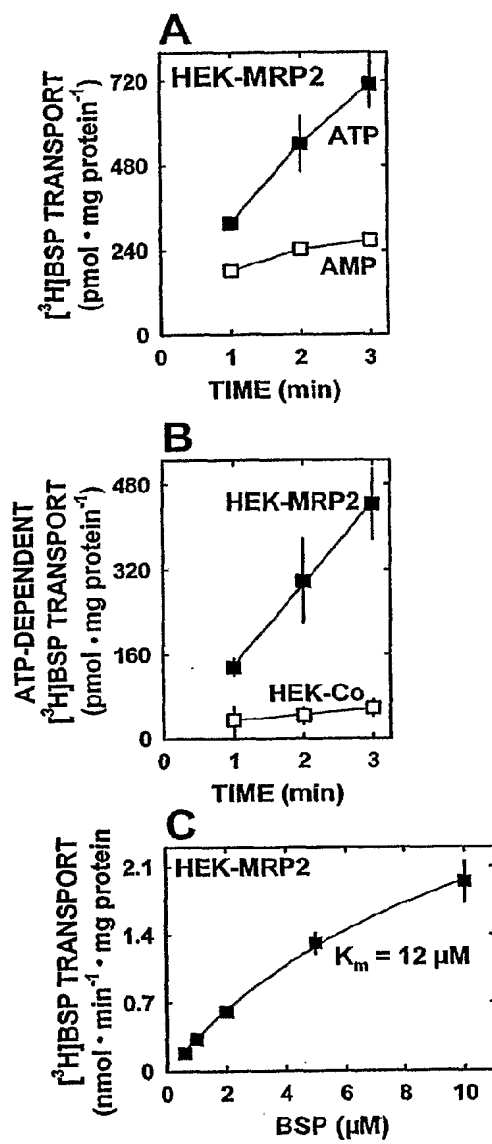 A
HEK-MRP2
[³H]BSP TRANSPORT
(pmol • mg protein⁻¹)
720
480
240
0
ATP
AMP
0 1 2 3
TIME (min)
B
ATP-DEPENDENT
[³H]BSP TRANSPORT
(pmol • mg protein⁻¹)
480
320
160
0
HEK-MRP2
HEK-Co
0 1 2 3
TIME (min)
C
HEK-MRP2
[³H]BSP TRANSPORT
(nmol • min⁻¹ • mg protein
2.1
1.4
0.7
0
Kₘ = 12 µM
0 2 4 6 8 10
BSP (µM)